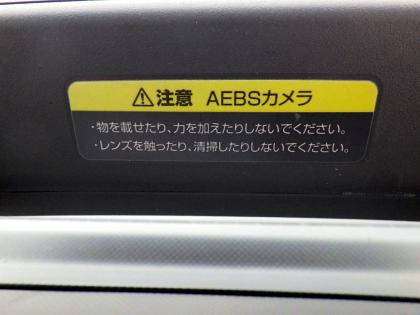 ⚠注意 AEBSカメラ
・物を載せたり、力を加えたりしないでください。
・レンズを触ったり、清掃したりしないでください。